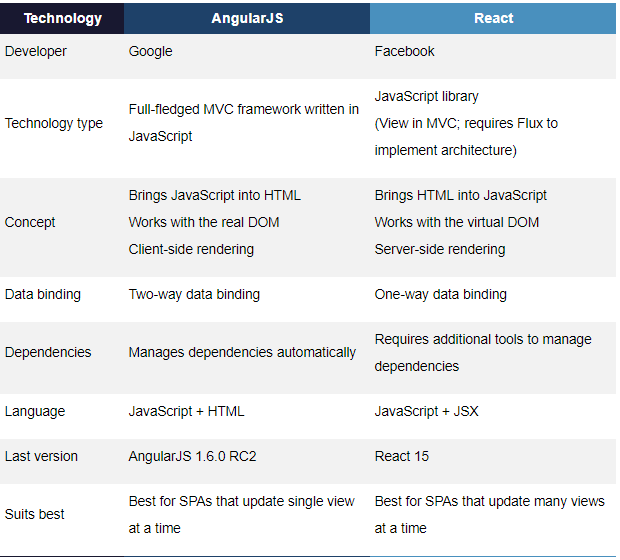 Technology AngularJS React
Developer Google Facebook
Technology type Full-fledged MVC framework written in JavaScript JavaScript library
(View in MVC; requires Flux to
implement architecture)
Concept Brings JavaScript into HTML
Works with the real DOM
Client-side rendering
Brings HTML into JavaScript
Works with the virtual DOM
Server-side rendering
Data binding Two-way data binding One-way data binding
Dependencies Manages dependencies automatically Requires additional tools to manage
dependencies
Language JavaScript + HTML JavaScript + JSX
Last version AngularJS 1.6.0 RC2 React 15
Suits best Best for SPAs that update single view
at a time
Best for SPAs that update many views
at a time